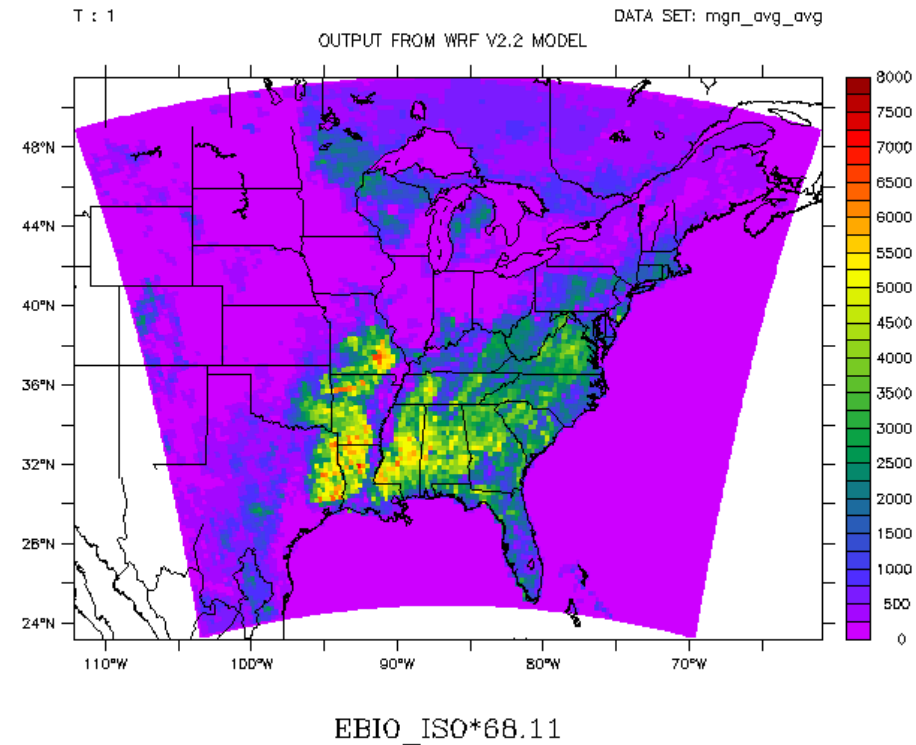 T : 1 DATA SET: mgn_avg_avg
OUTPUT FROM WRF V2.2 MODEL
8000
7500
7000
6500
6000
5500
5000
4500
4000
3500
3000
2500
2000
1500
1000
500
0
48°N
44°N
40°N
36°N
32°N
28°N
24°N
110°W 100°W 90°W 80°W 70°W
EBIO_ISO*68.11